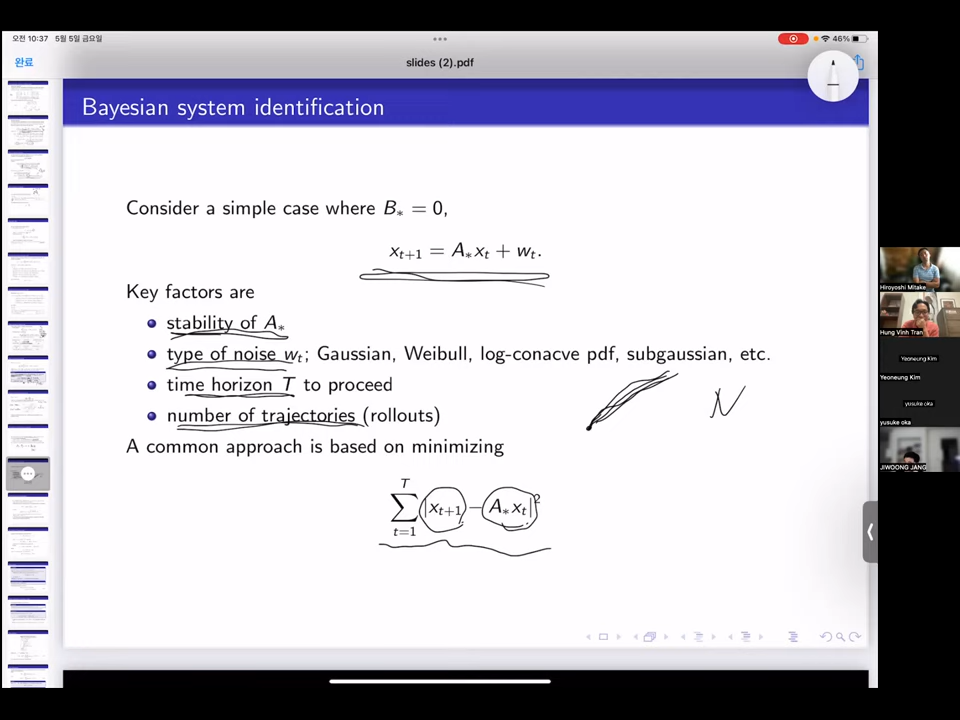 오전 10:37 5월 5일 금요일
46%
완료
slides (2).pdf
Bayesian system identification
Consider a simple case where B∗ = 0,
xt+1 = A∗xt + wt.
Key factors are
stability of A∗
type of noise wt; Gaussian, Weibull, log-conacve pdf, subgaussian, etc.
time horizon T to proceed
number of trajectories (rollouts)
N
A common approach is based on minimizing
T
∑ |xt+1 − A∗xt|2
t=1
Hiroyoshi Mitake
Hung Vinh Tran
Yeoneung Kim
Yeoneung Kim
yusuke oka
yusuke oka
JIWOONG JANG